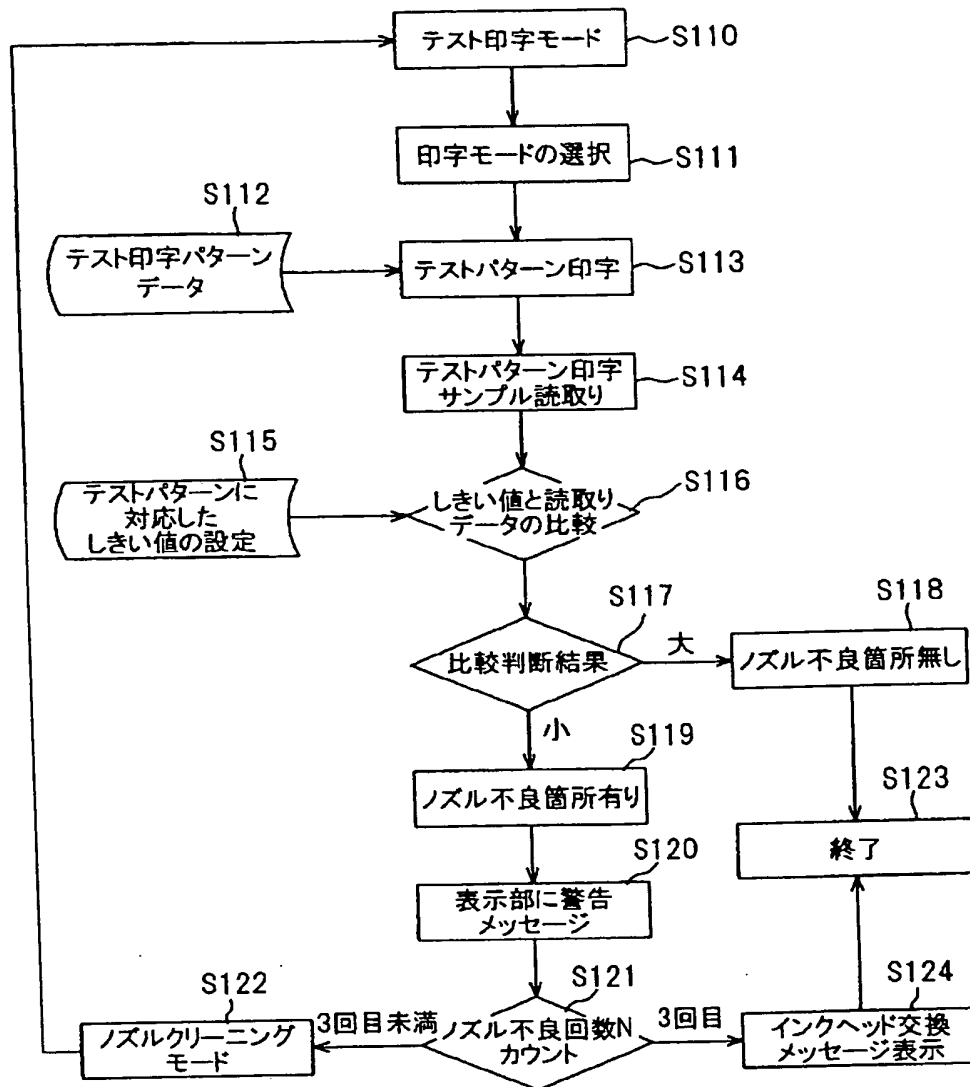 テスト印字モード
S110
印字モードの選択
S111
S112
テスト印字パターン
データ
テストパターン印字
S113
テストパターン印字
サンプル読取り
S114
S115
テストパターンに
対応した
しきい値の設定
しきい値と読取り
データの比較
S116
S117
比較判断結果
大
S118
ノズル不良箇所無し
小
S119
ノズル不良箇所有り
S123
終了
S120
表示部に警告
メッセージ
S121
ノズル不良回数N
カウント
3回目未満
S122
ノズルクリーニング
モード
3回目
S124
インクヘッド交換
メッセージ表示